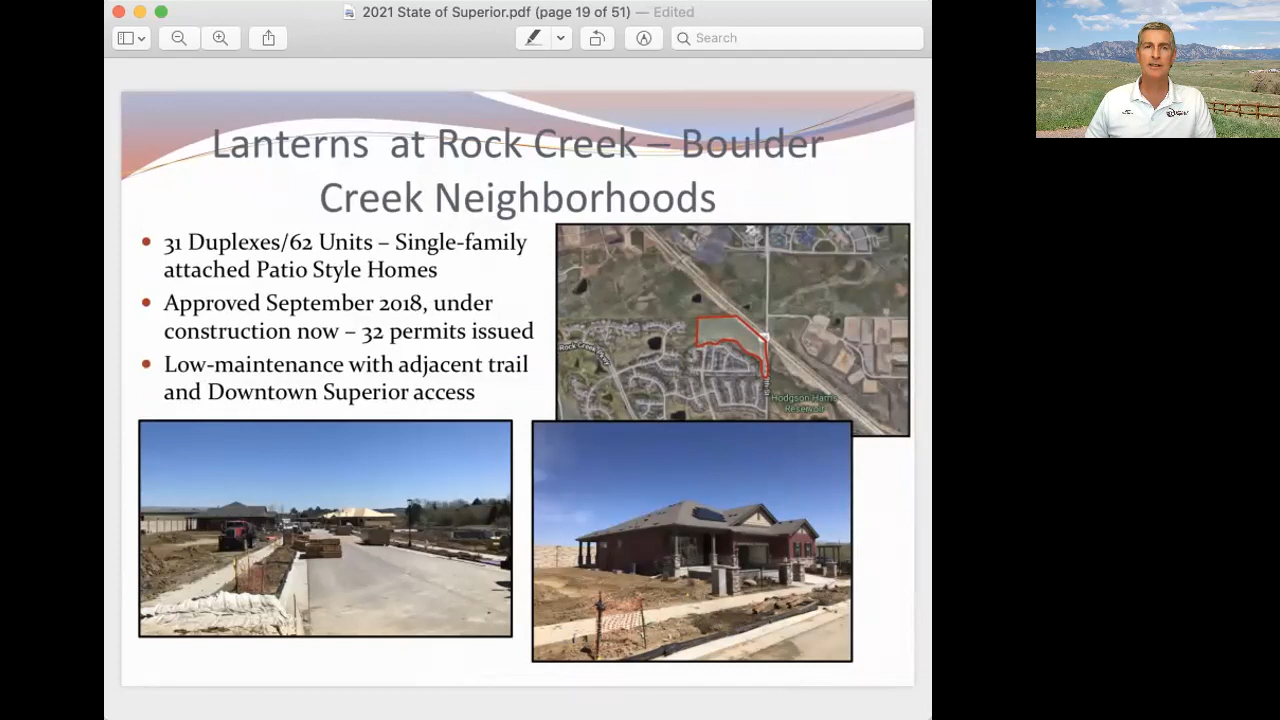 2021 State of Superior.pdf (page 19 of 51) — Edited
Search
Lanterns at Rock Creek – Boulder
Creek Neighborhoods
• 31 Duplexes/62 Units – Single-family
attached Patio Style Homes
• Approved September 2018, under
construction now – 32 permits issued
• Low-maintenance with adjacent trail
and Downtown Superior access
Rock Creek Pkwy
Hodgson Harris
Reservoir